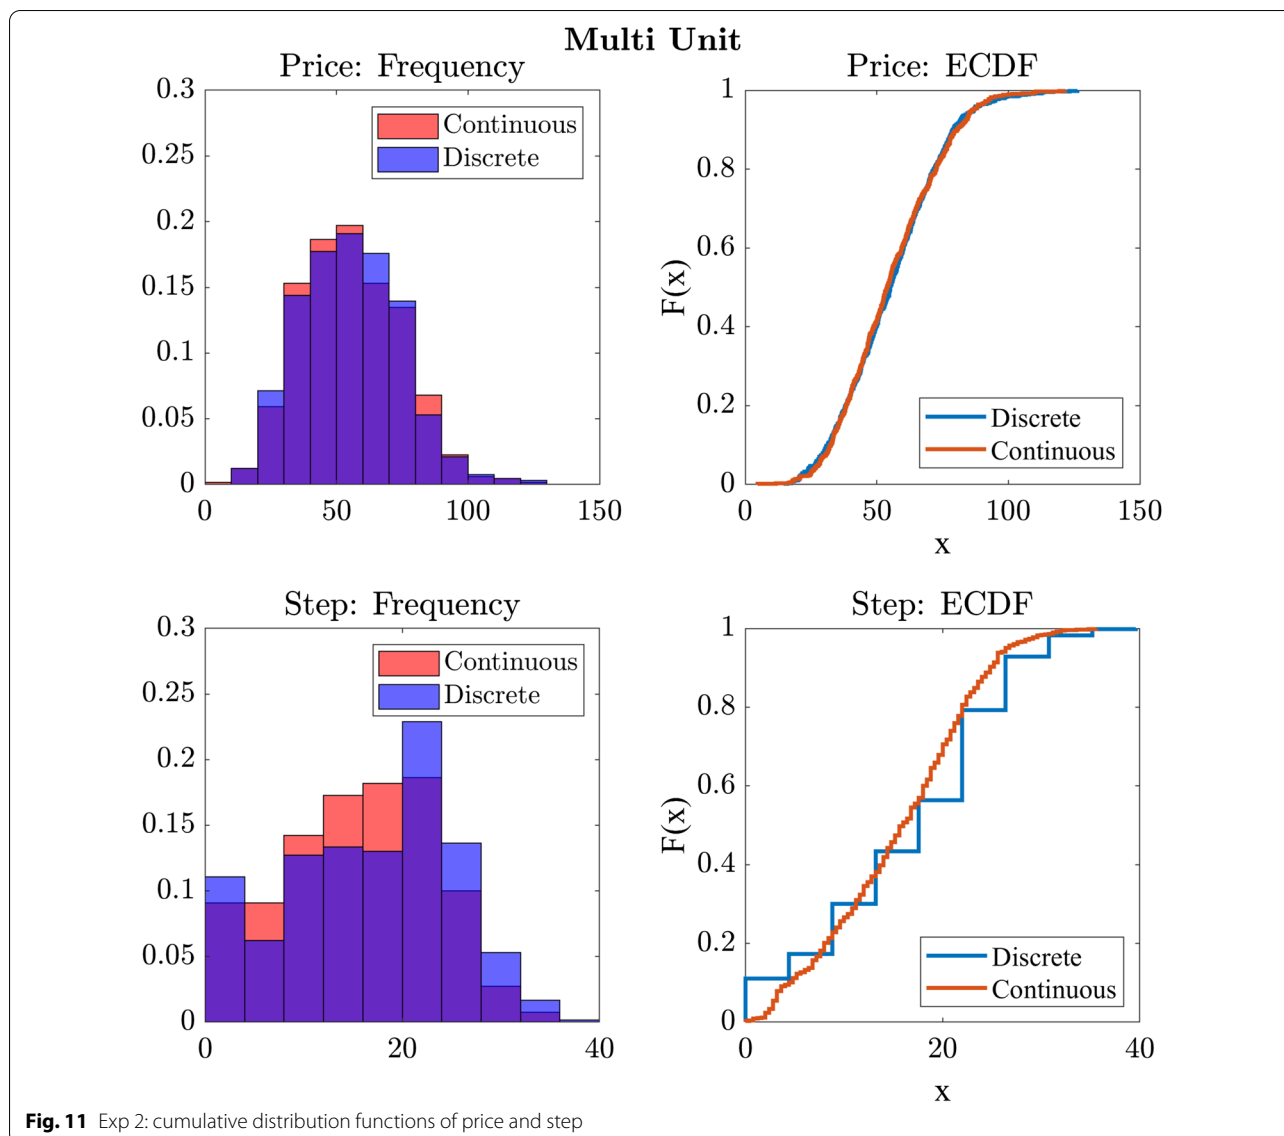 Multi Unit
Price: Frequency
0.3
0.25
0.2
0.15
0.1
0.05
0
0 50 100 150
Continuous
Discrete
Price: ECDF
1
0.8
0.6
0.4
0.2
0
F(x)
0 50 100 150
x
Discrete
Continuous
Step: Frequency
0.3
0.25
0.2
0.15
0.1
0.05
0
0 20 40
Continuous
Discrete
Step: ECDF
1
0.8
0.6
0.4
0.2
0
F(x)
0 20 40
x
Discrete
Continuous
Fig. 11 Exp 2: cumulative distribution functions of price and step